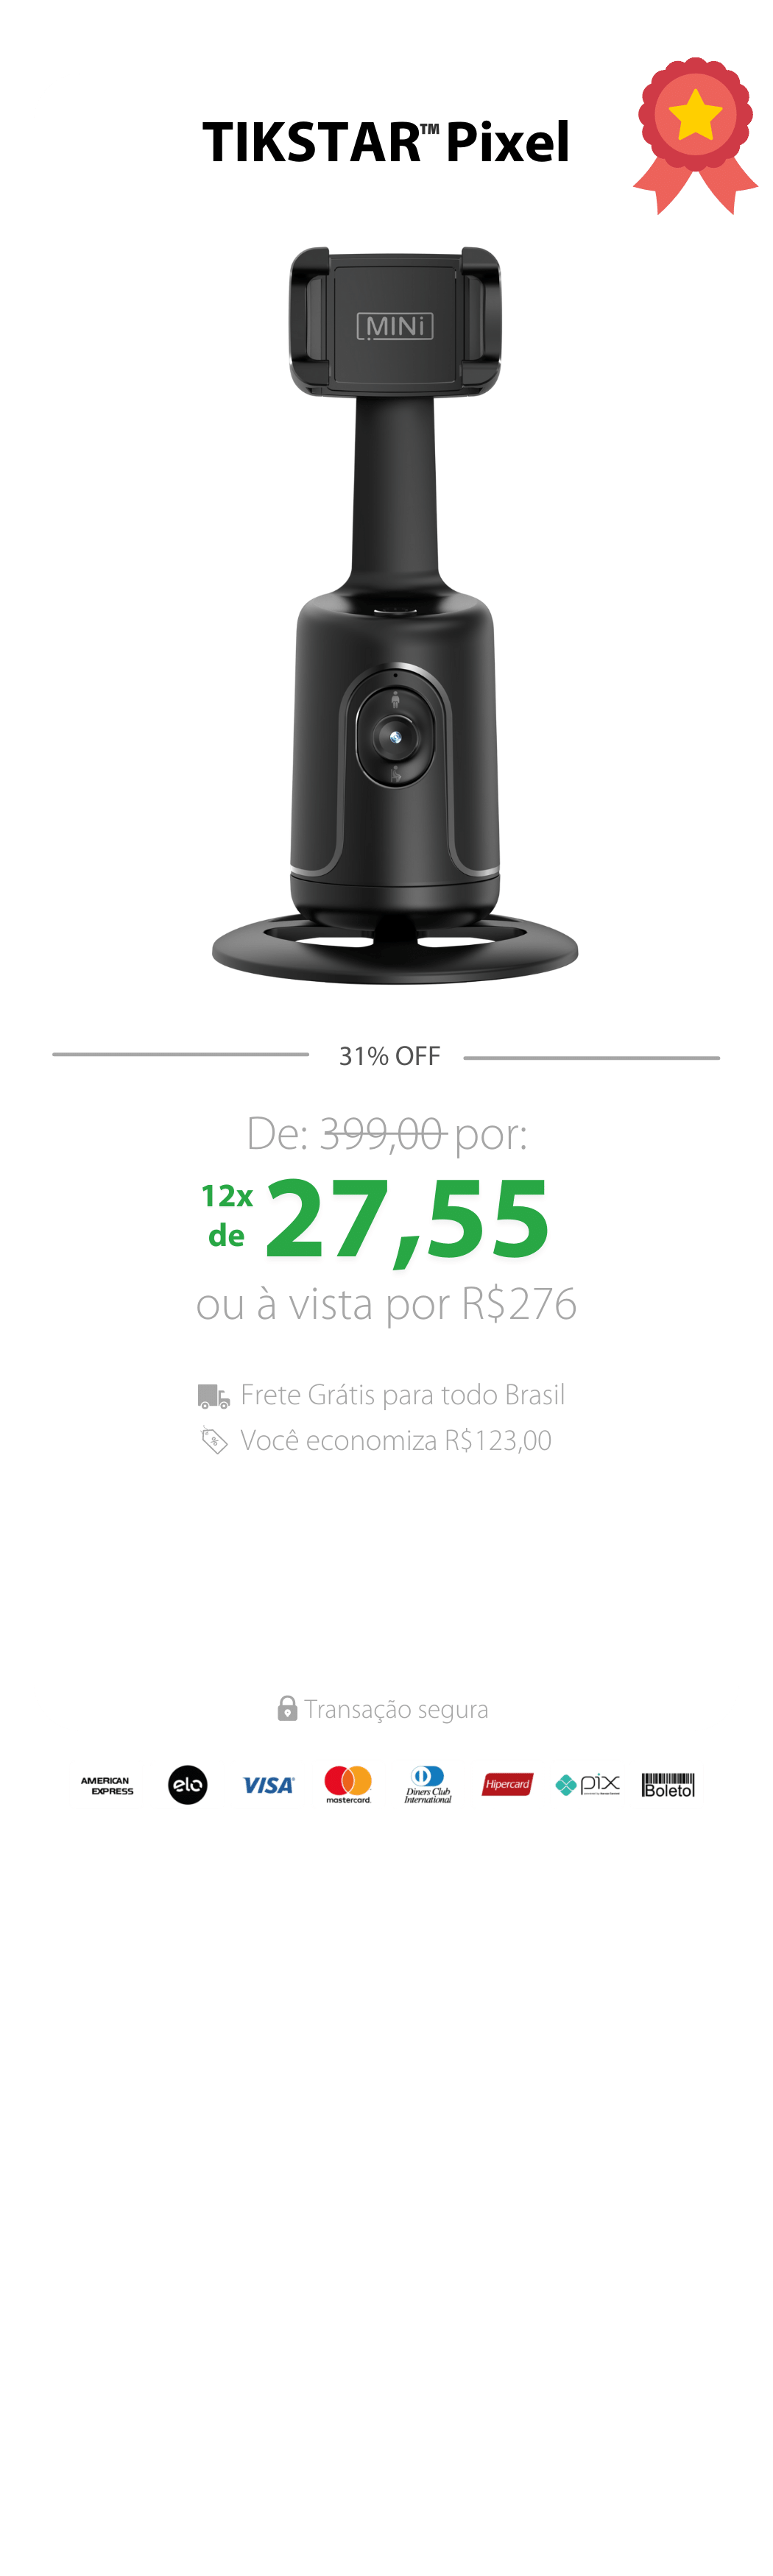 TIKSTAR™ Pixel
MINi
31% OFF
De: 399,00 por:
12x
de 27,55
ou à vista por R$276
Frete Grátis para todo Brasil
Você economiza R$123,00
Transação segura
AMERICAN
EXPRESS
elo
VISA
mastercard
Diners Club
International
Hipercard
pix
Boleto